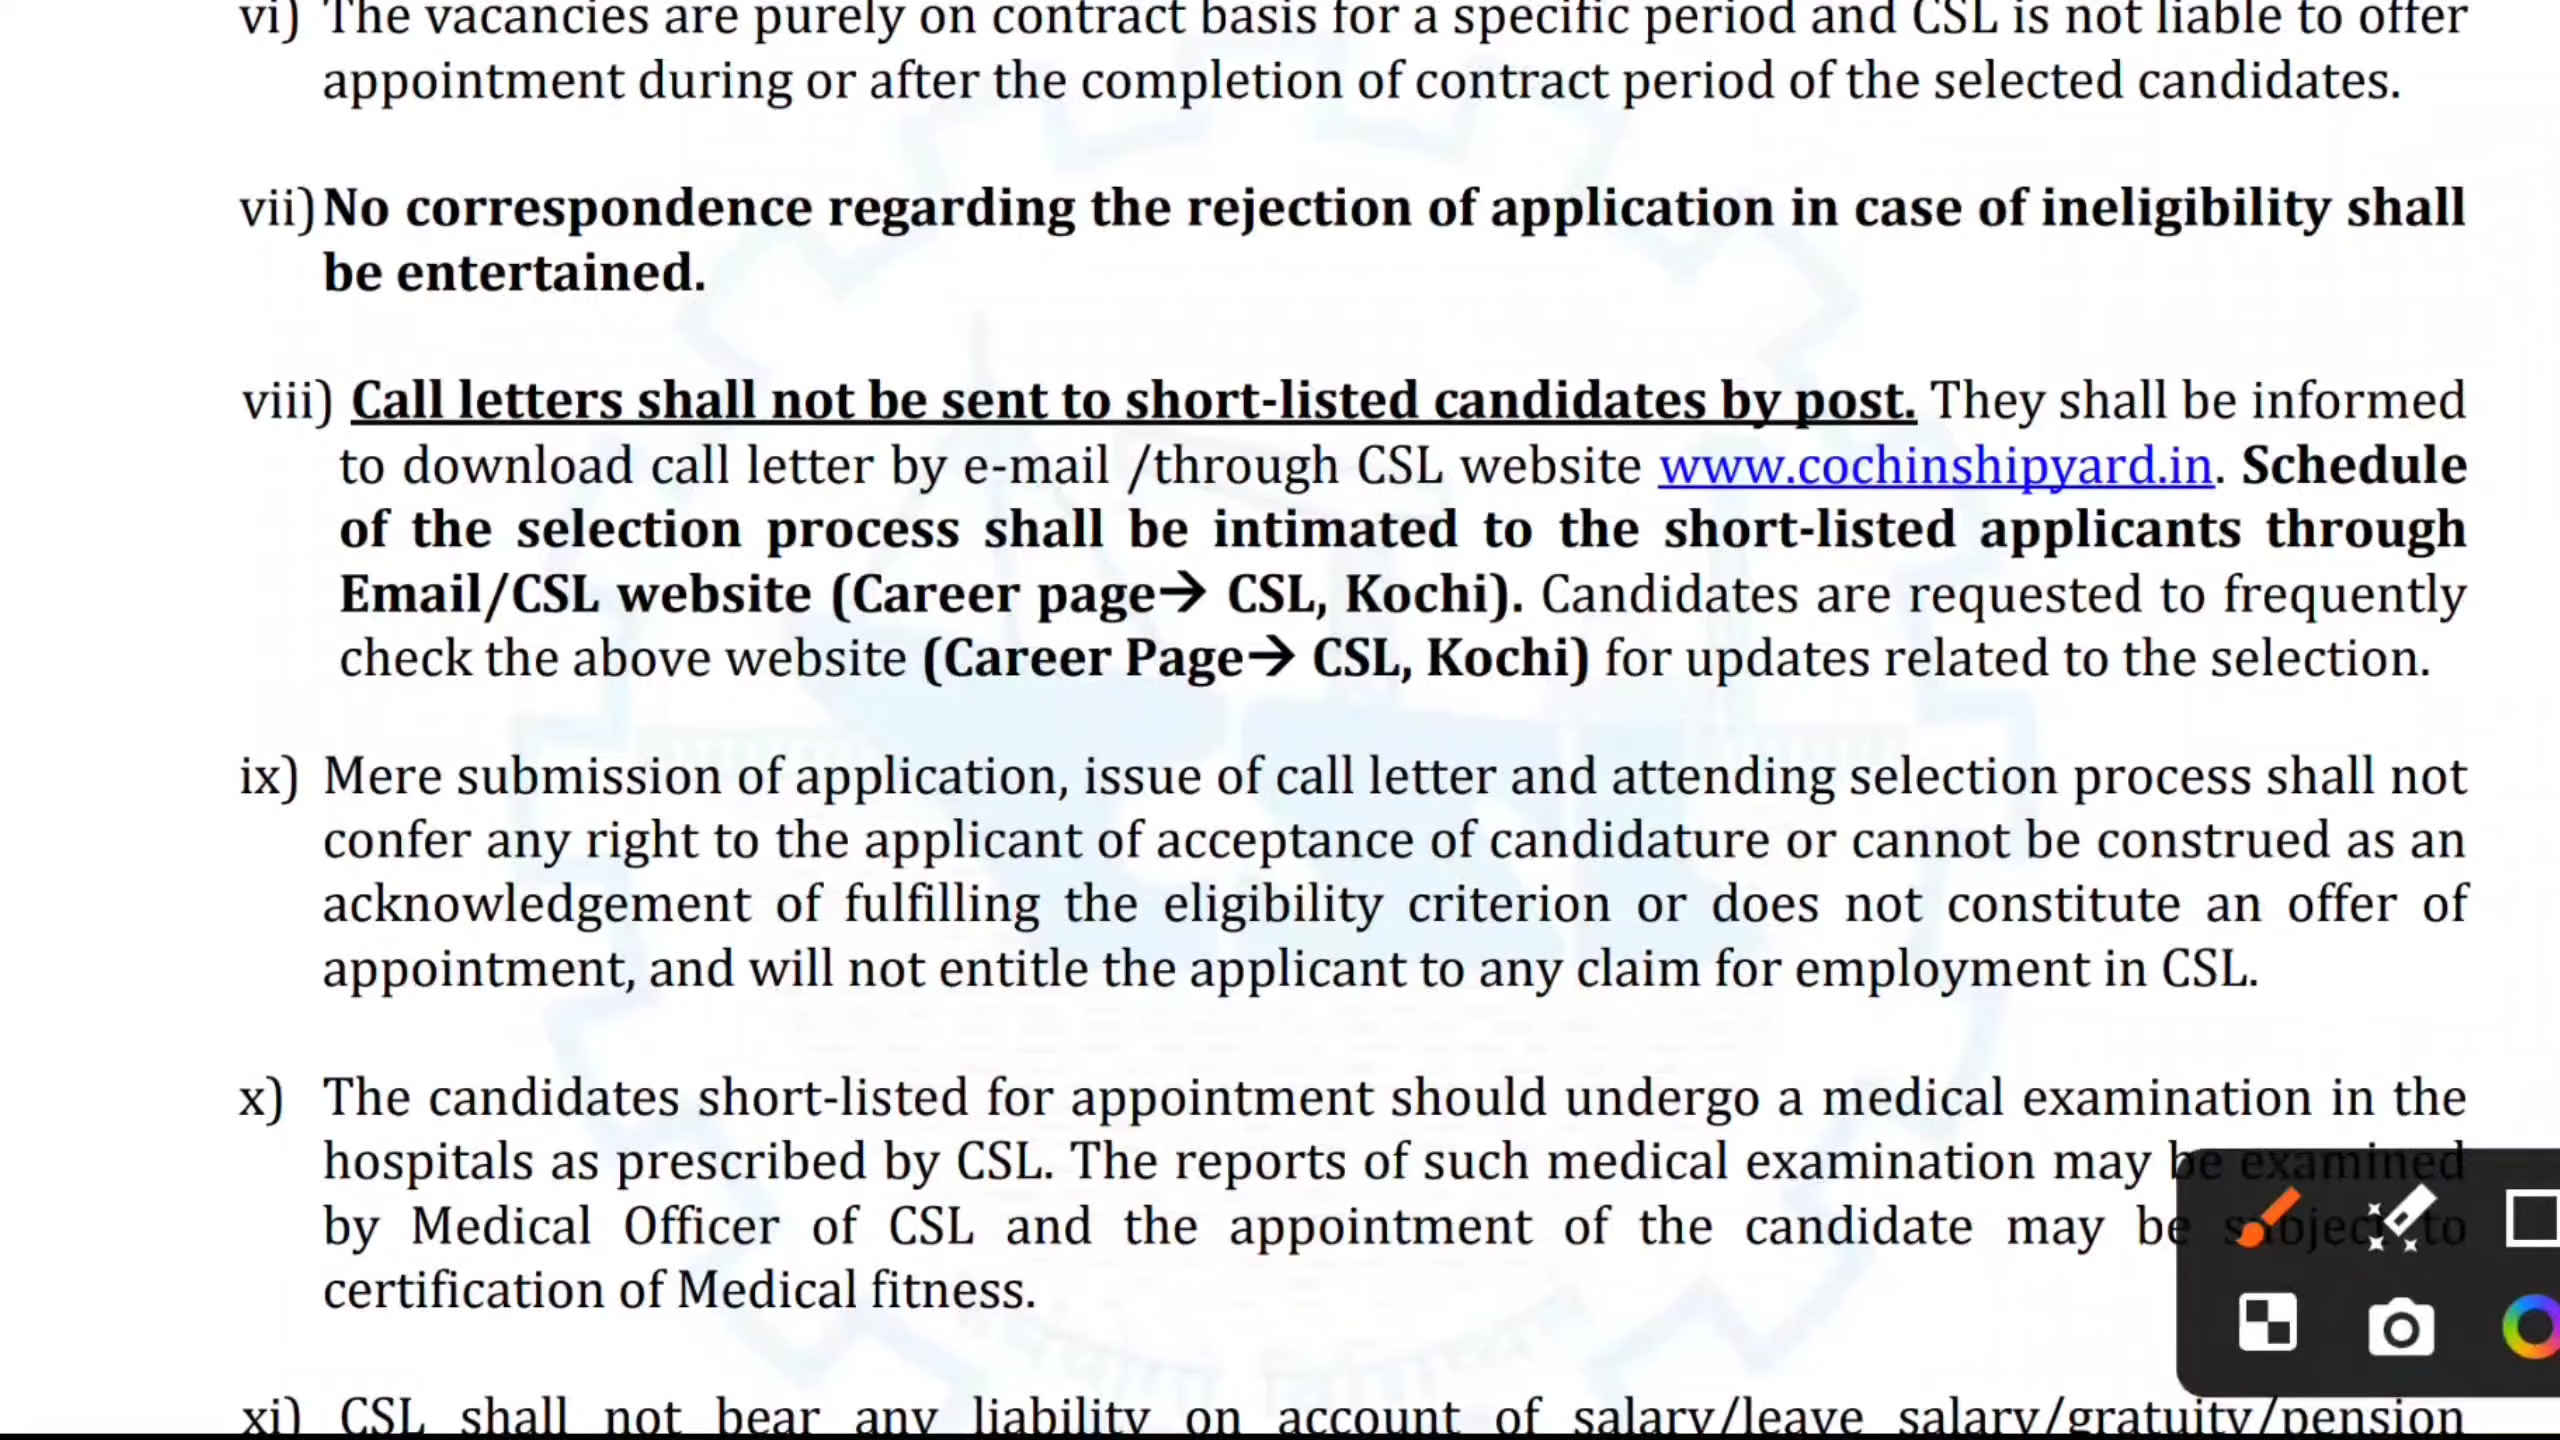 vi) The vacancies are purely on contract basis for a specific period and CSL is not liable to offer
appointment during or after the completion of contract period of the selected candidates.
vii) No correspondence regarding the rejection of application in case of ineligibility shall
be entertained.
viii) Call letters shall not be sent to short-listed candidates by post. They shall be informed
to download call letter by e-mail /through CSL website www.cochinshipyard.in. Schedule
of the selection process shall be intimated to the short-listed applicants through
Email/CSL website (Career page→ CSL, Kochi). Candidates are requested to frequently
check the above website (Career Page→ CSL, Kochi) for updates related to the selection.
ix) Mere submission of application, issue of call letter and attending selection process shall not
confer any right to the applicant of acceptance of candidature or cannot be construed as an
acknowledgement of fulfilling the eligibility criterion or does not constitute an offer of
appointment, and will not entitle the applicant to any claim for employment in CSL.
x) The candidates short-listed for appointment should undergo a medical examination in the
hospitals as prescribed by CSL. The reports of such medical examination may be examined
by Medical Officer of CSL and the appointment of the candidate may be subject to
certification of Medical fitness.
xi) CSL shall not bear any liability on account of salary/leave salary/gratuity/pension